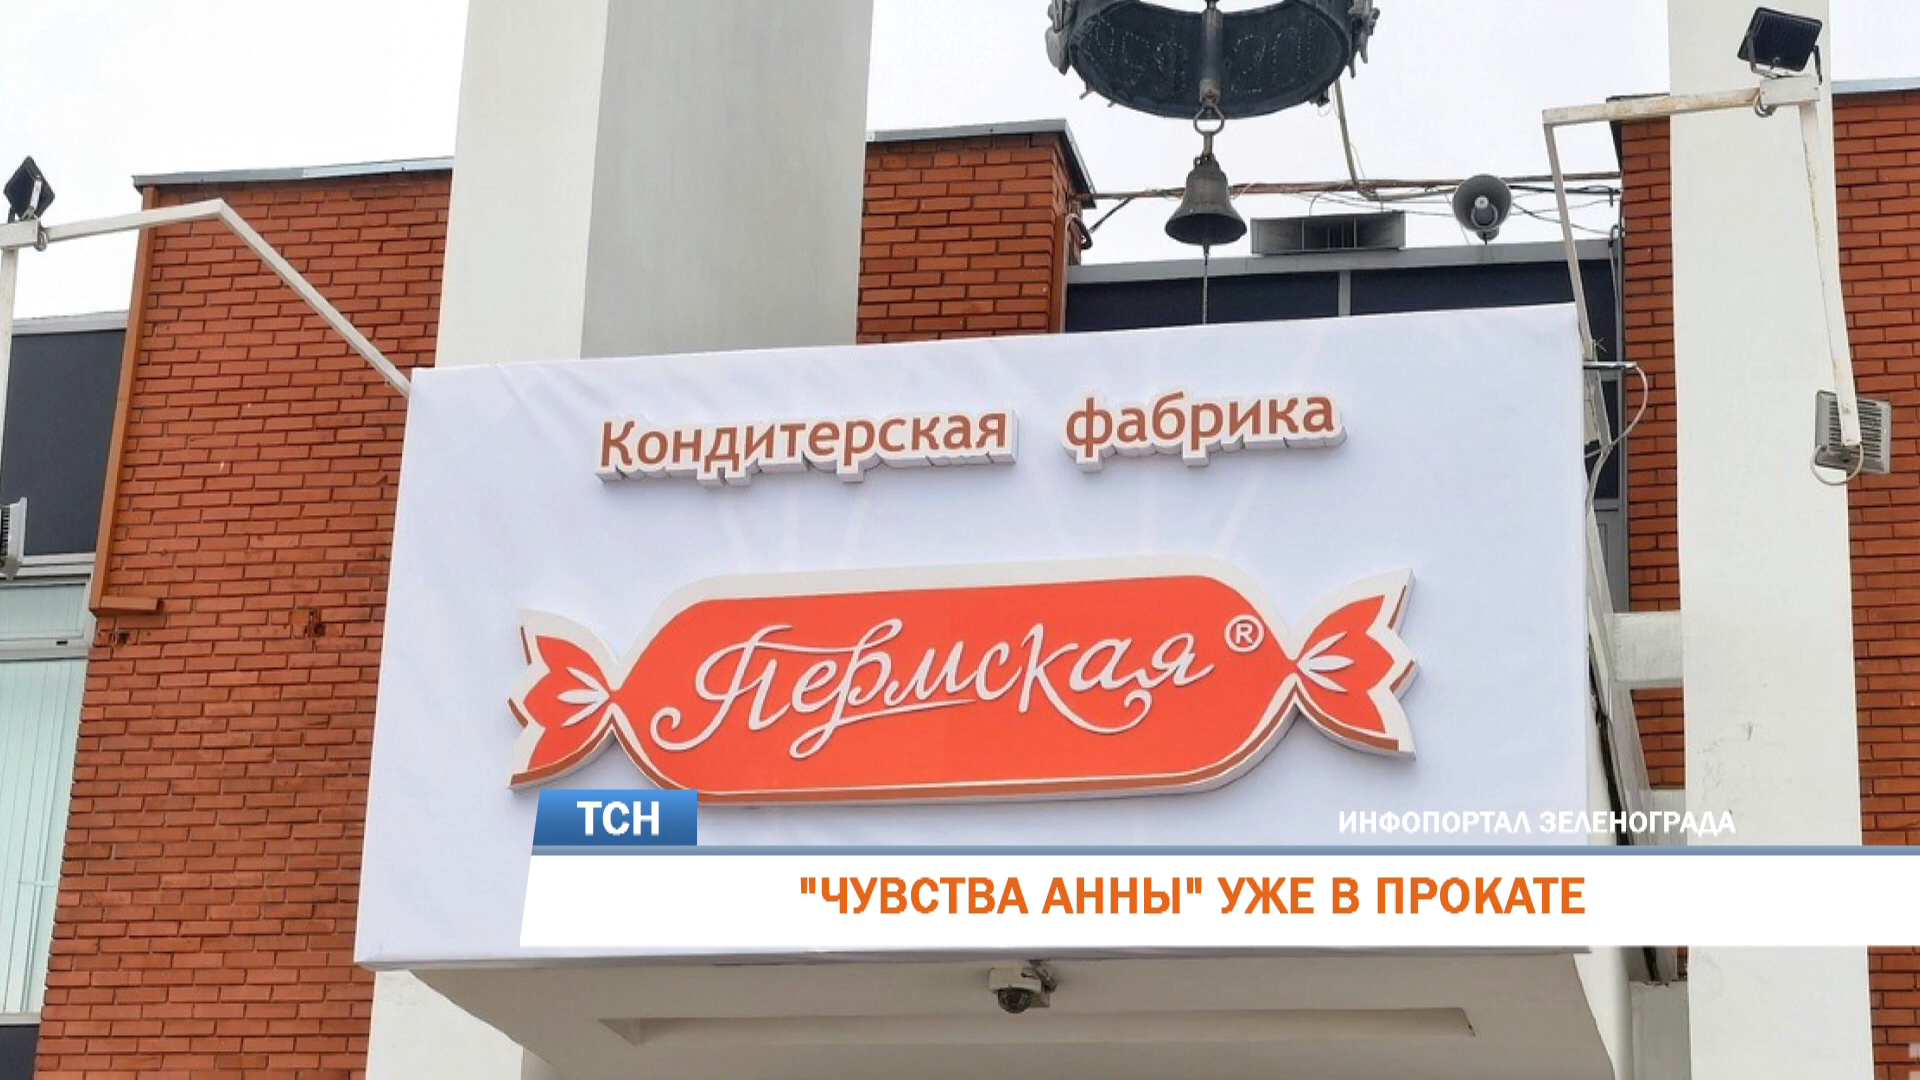 Кондитерская фабрика
Пермская ®
ТСН
ИНФОПОРТАЛ ЗЕЛЕНОГРАДА
"ЧУВСТВА АННЫ" УЖЕ В ПРОКАТЕ